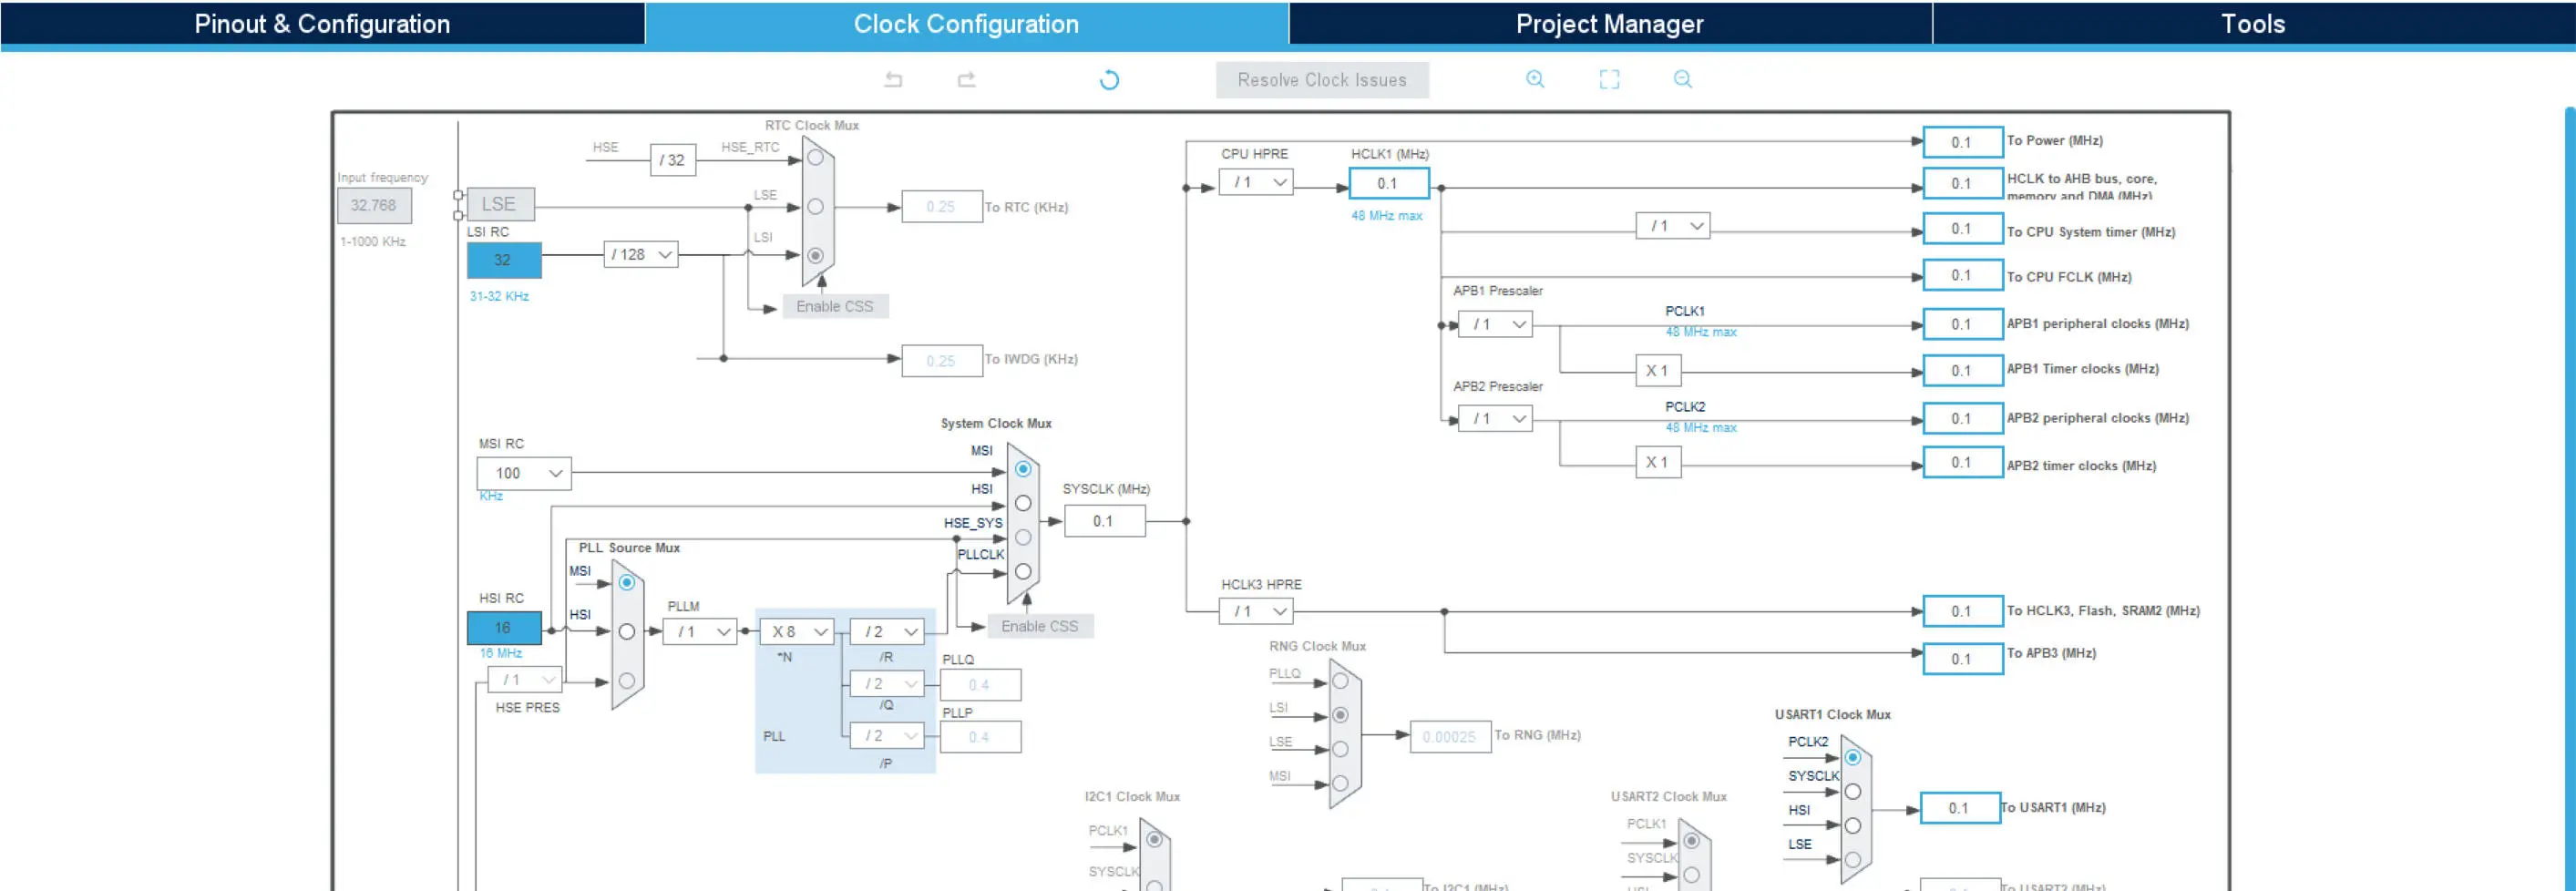 Pinout & Configuration
Clock Configuration
Project Manager
Tools
Resolve Clock Issues
RTC Clock Mux
HSE
/ 32
HSE_RTC
Input frequency
32.768
1-1000 KHz
LSE
LSE
0.25
To RTC (KHz)
LSI RC
32
31-32 KHz
/ 128
LSI
Enable CSS
0.25
To IWDG (KHz)
CPU HPRE
/ 1
HCLK1 (MHz)
0.1
48 MHz max
0.1
To Power (MHz)
0.1
HCLK to AHB bus, core,
memory and DMA (MHz)
/ 1
0.1
To CPU System timer (MHz)
0.1
To CPU FCLK (MHz)
APB1 Prescaler
/ 1
PCLK1
48 MHz max
0.1
APB1 peripheral clocks (MHz)
X 1
0.1
APB1 Timer clocks (MHz)
APB2 Prescaler
/ 1
PCLK2
48 MHz max
0.1
APB2 peripheral clocks (MHz)
X 1
0.1
APB2 timer clocks (MHz)
System Clock Mux
MSI RC
100
KHz
MSI
HSI
HSE_SYS
PLLCLK
SYSCLK (MHz)
0.1
Enable CSS
PLL Source Mux
MSI
HSI RC
16
16 MHz
HSI
/ 1
HSE PRES
PLLM
/ 1
X 8
*N
/ 2
/R
/ 2
/Q
PLLQ
0.4
PLLP
/ 2
0.4
/P
PLL
HCLK3 HPRE
/ 1
0.1
To HCLK3, Flash, SRAM2 (MHz)
0.1
To APB3 (MHz)
RNG Clock Mux
PLLQ
LSI
LSE
MSI
0.00025
To RNG (MHz)
USART1 Clock Mux
PCLK2
SYSCLK
HSI
LSE
0.1
To USART1 (MHz)
I2C1 Clock Mux
PCLK1
SYSCLK
To I2C1 (MHz)
USART2 Clock Mux
PCLK1
SYSCLK
To USART2 (MHz)